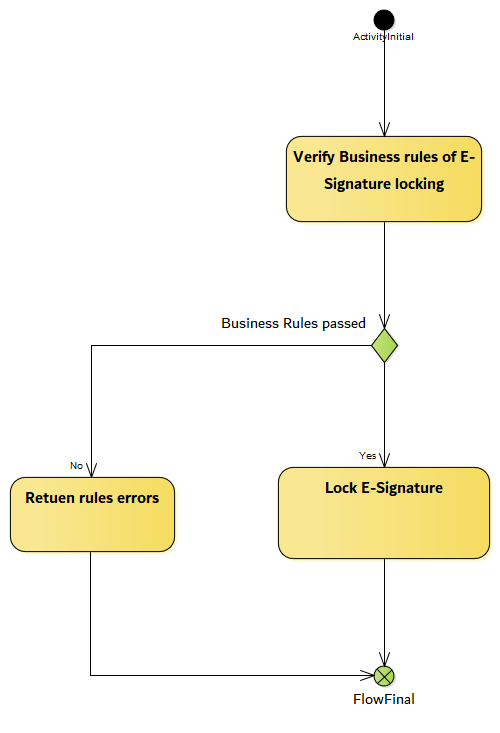 ActivityInitial
Verify Business rules of E-
Signature locking
Business Rules passed
No
Yes
Retuen rules errors
Lock E-Signature
FlowFinal